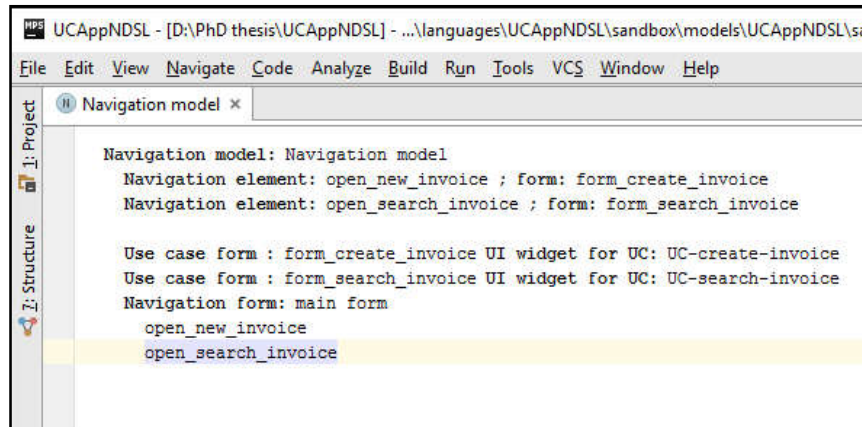 MPS UCAppNDSL - [D:\PhD thesis\UCAppNDSL] - ...\languages\UCAppNDSL\sandbox\models\UCAppNDSL\sa
File Edit View Navigate Code Analyze Build Run Tools VCS Window Help
1: Project
7: Structure
N Navigation model ×
Navigation model: Navigation model
Navigation element: open_new_invoice ; form: form_create_invoice
Navigation element: open_search_invoice ; form: form_search_invoice
Use case form : form_create_invoice UI widget for UC: UC-create-invoice
Use case form : form_search_invoice UI widget for UC: UC-search-invoice
Navigation form: main form
open_new_invoice
open_search_invoice